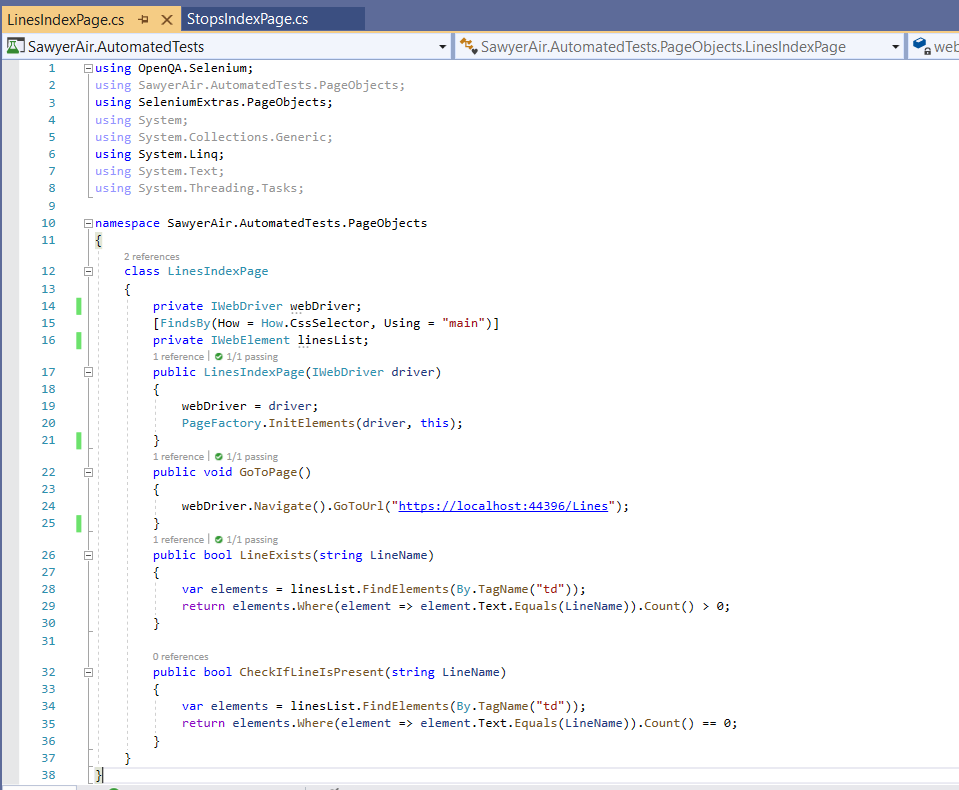 LinesIndexPage.cs StopsIndexPage.cs
SawyerAir.AutomatedTests SawyerAir.AutomatedTests.PageObjects.LinesIndexPage web
1 using OpenQA.Selenium;
2 using SawyerAir.AutomatedTests.PageObjects;
3 using SeleniumExtras.PageObjects;
4 using System;
5 using System.Collections.Generic;
6 using System.Linq;
7 using System.Text;
8 using System.Threading.Tasks;
9
10 namespace SawyerAir.AutomatedTests.PageObjects
11 {
2 references
12 class LinesIndexPage
13 {
14 private IWebDriver webDriver;
15 [FindsBy(How = How.CssSelector, Using = "main")]
16 private IWebElement linesList;
1 reference | 1/1 passing
17 public LinesIndexPage(IWebDriver driver)
18 {
19 webDriver = driver;
20 PageFactory.InitElements(driver, this);
21 }
1 reference | 1/1 passing
22 public void GoToPage()
23 {
24 webDriver.Navigate().GoToUrl("https://localhost:44396/Lines");
25 }
1 reference | 1/1 passing
26 public bool LineExists(string LineName)
27 {
28 var elements = linesList.FindElements(By.TagName("td"));
29 return elements.Where(element => element.Text.Equals(LineName)).Count() > 0;
30 }
31
0 references
32 public bool CheckIfLineIsPresent(string LineName)
33 {
34 var elements = linesList.FindElements(By.TagName("td"));
35 return elements.Where(element => element.Text.Equals(LineName)).Count() == 0;
36 }
37 }
38 }